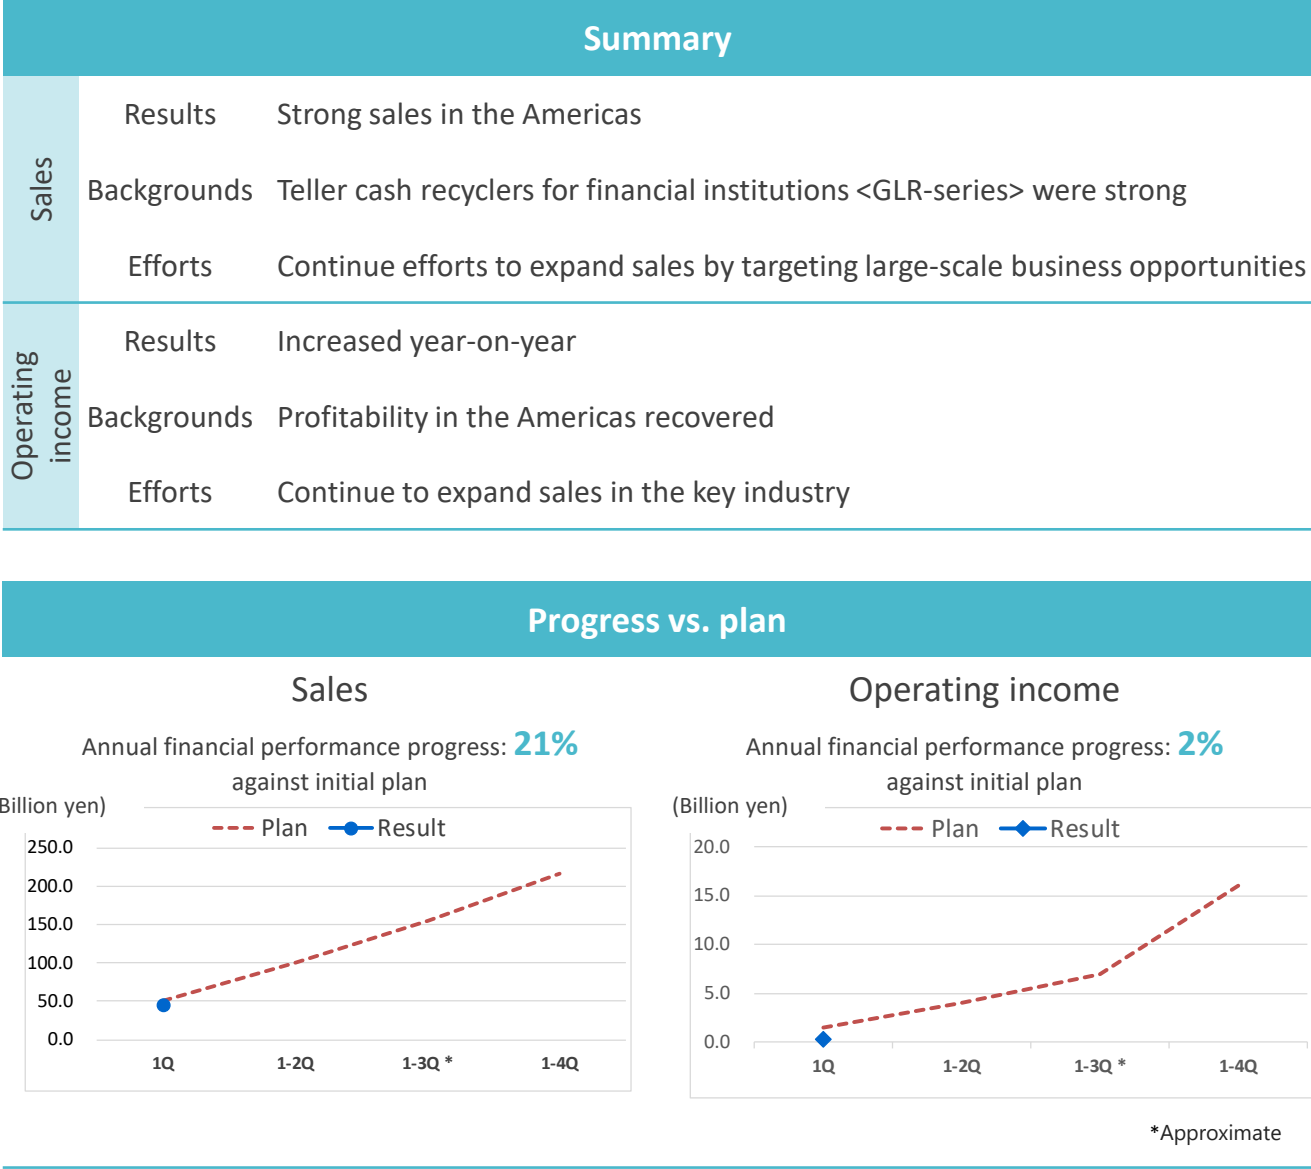 Summary
Sales
Results Strong sales in the Americas
Backgrounds Teller cash recyclers for financial institutions <GLR-series> were strong
Efforts Continue efforts to expand sales by targeting large-scale business opportunities
Operating
income
Results Increased year-on-year
Backgrounds Profitability in the Americas recovered
Efforts Continue to expand sales in the key industry
Progress vs. plan
Sales
Annual financial performance progress: 21%
against initial plan
Billion yen)
Plan Result
250.0
200.0
150.0
100.0
50.0
0.0
1Q 1-2Q 1-3Q * 1-4Q
Operating income
Annual financial performance progress: 2%
against initial plan
(Billion yen)
Plan Result
20.0
15.0
10.0
5.0
0.0
1Q 1-2Q 1-3Q * 1-4Q
*Approximate